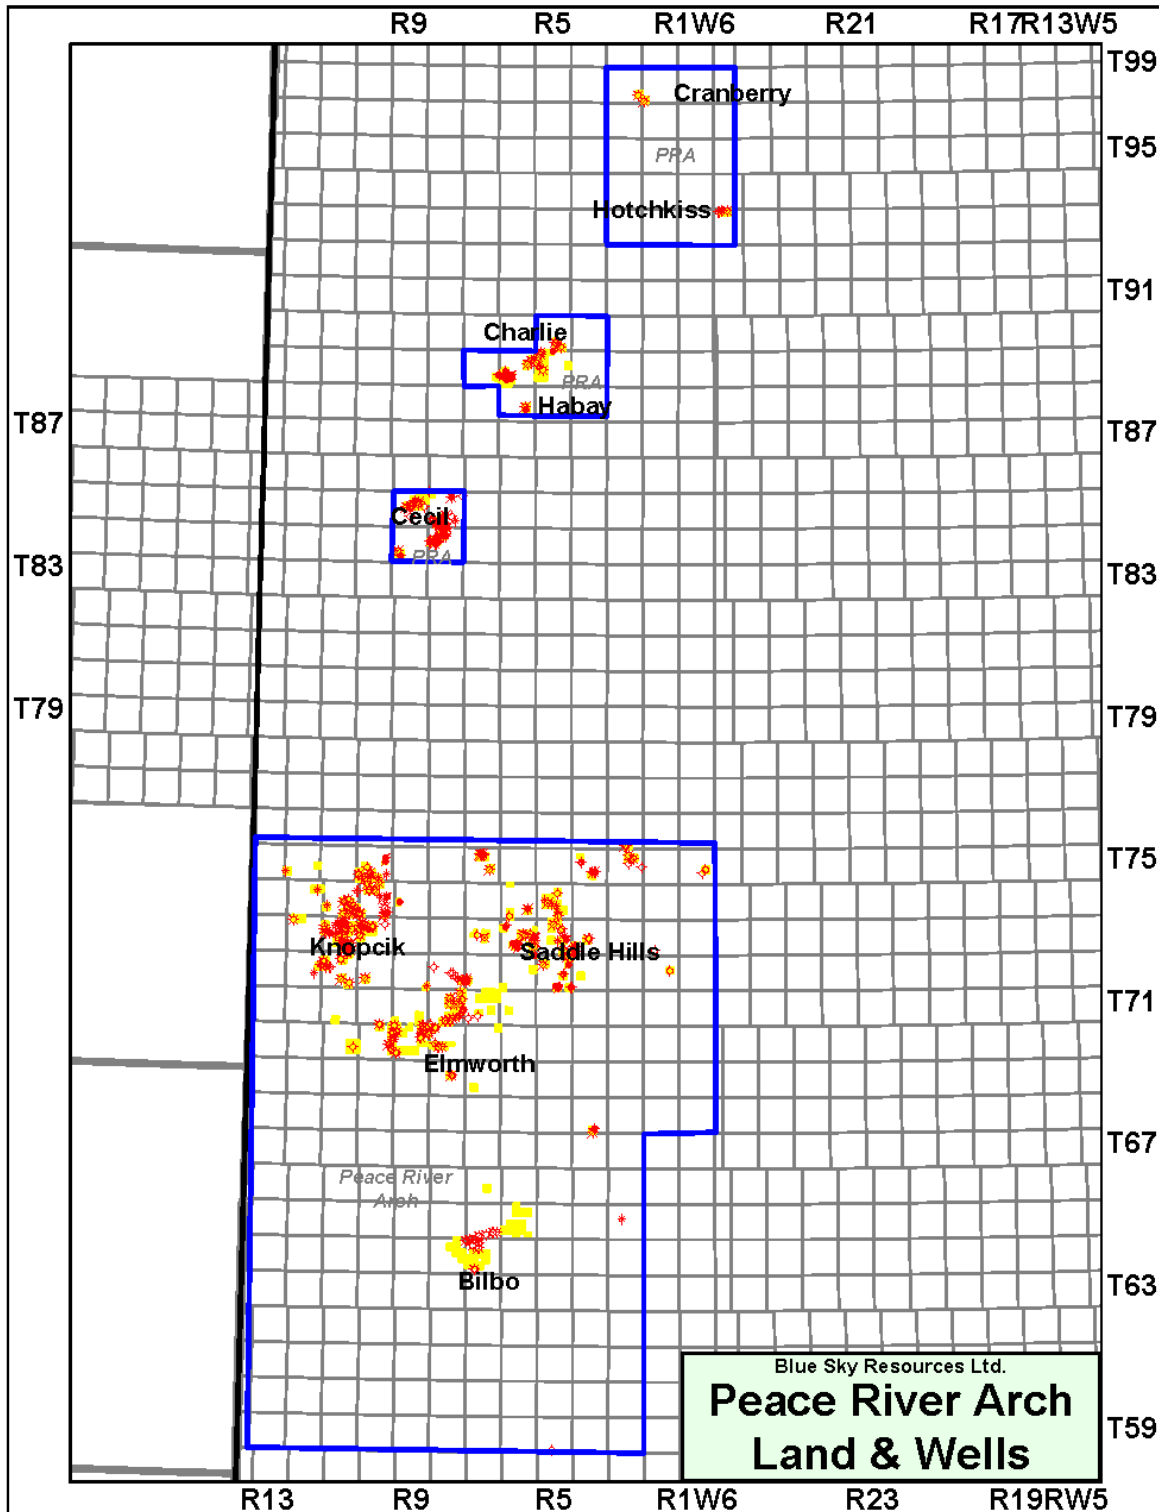 R9 R5 R1W6 R21 R17 R13W5
T99
Cranberry
T95
PRA
Hotchkiss
T91
Charlie
PRA
Habay
T87 T87
Cecil
PRA
T83 T83
T79 T79
T75
Knopcik Saddle Hills
T71
Elmworth
T67
Peace River
Arch
Bilbo
T63
Blue Sky Resources Ltd.
Peace River Arch
Land & Wells
T59
R13 R9 R5 R1W6 R23 R19RW5